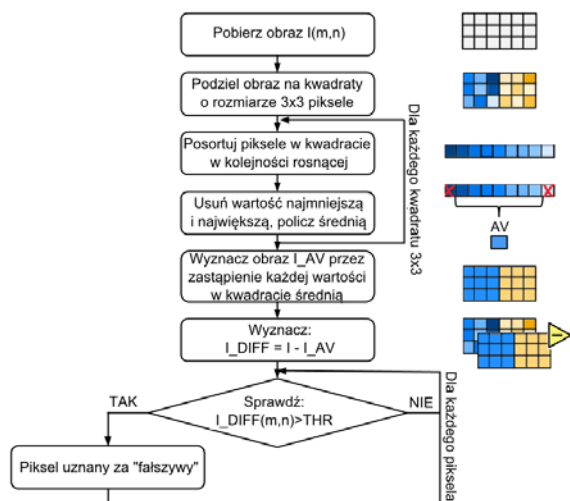 Pobierz obraz I(m,n)
Podziel obraz na kwadraty
o rozmiarze 3x3 piksele
Dla każdego kwadratu 3x3
Posortuj piksele w kwadracie
w kolejności rosnącej
Usuń wartość najmniejszą
i największą, policz średnią
X
X
AV
Wyznacz obraz I_AV przez
zastąpienie każdej wartości
w kwadracie średnią
Wyznacz:
I_DIFF = I - I_AV
−
Dla każdego piksela
Sprawdź:
I_DIFF(m,n)>THR
TAK
NIE
Piksel uznany za "fałszywy"